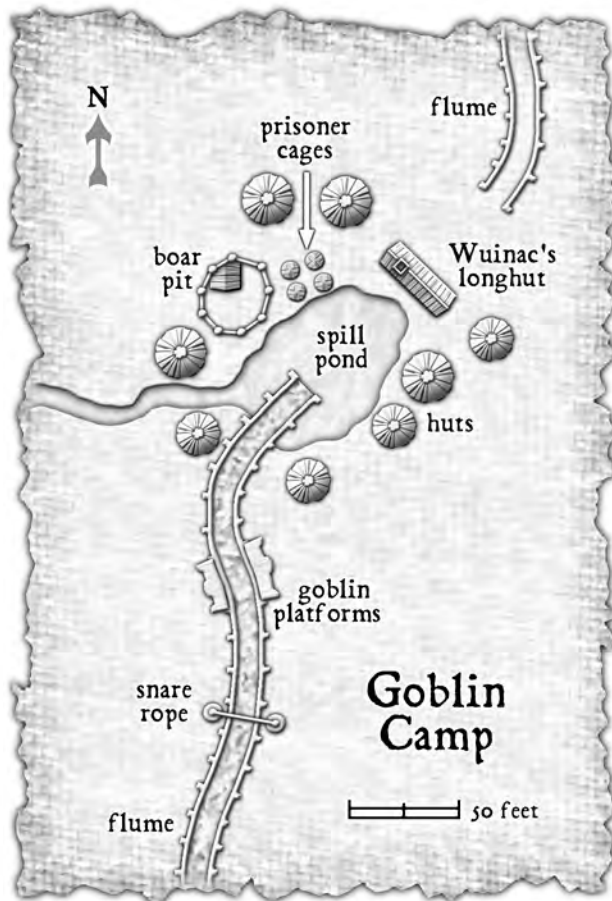 N
flume
prisoner
cages
boar
pit
Wuinac's
longhut
spill
pond
huts
goblin
platforms
snare
rope
Goblin
Camp
50 feet
flume